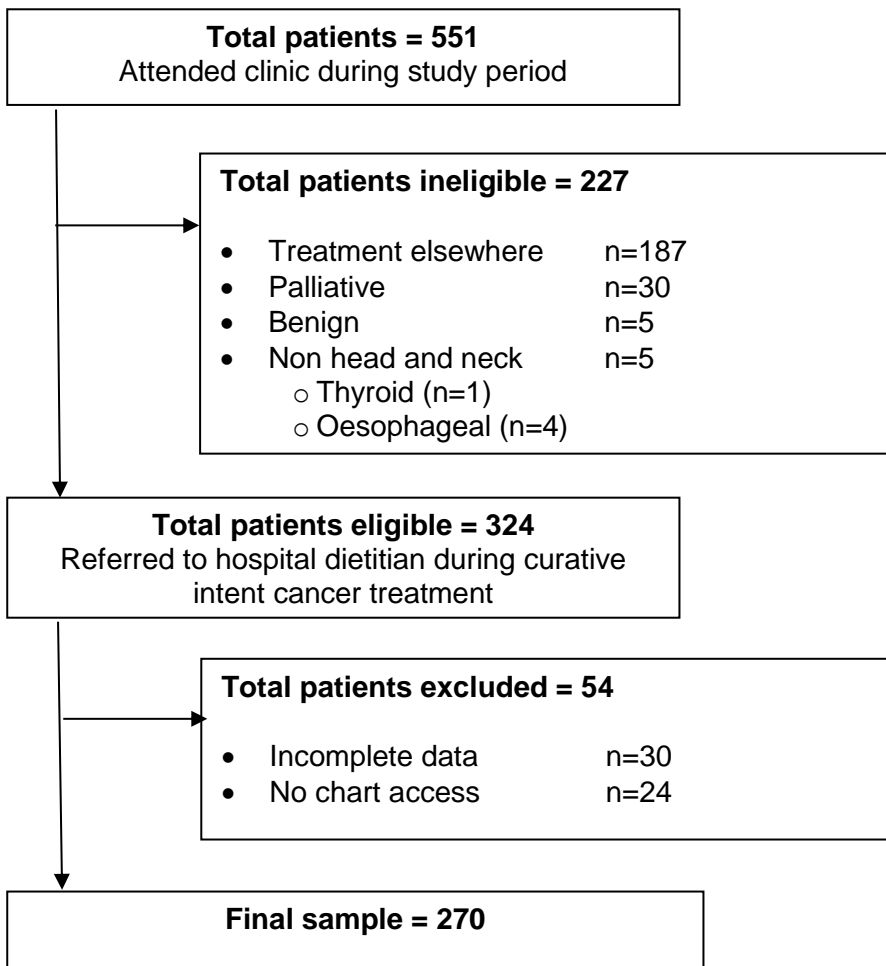 Total patients = 551
Attended clinic during study period
Total patients ineligible = 227
• Treatment elsewhere n=187
• Palliative n=30
• Benign n=5
• Non head and neck n=5
o Thyroid (n=1)
o Oesophageal (n=4)
Total patients eligible = 324
Referred to hospital dietitian during curative
intent cancer treatment
Total patients excluded = 54
• Incomplete data n=30
• No chart access n=24
Final sample = 270